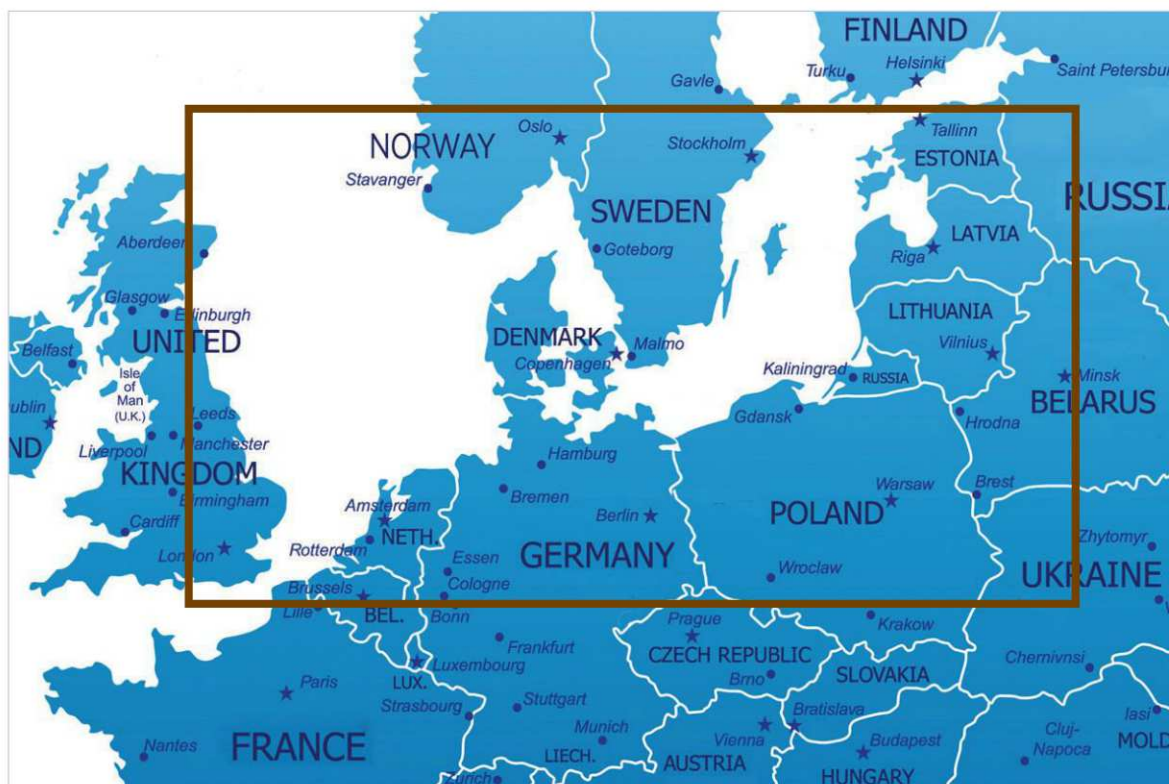 FINLAND
Helsinki
Turku
Saint Petersbur
Gavle
NORWAY
Oslo
Stockholm
Tallinn
ESTONIA
Stavanger
SWEDEN
RUSSIA
Aberdeen
Goteborg
LATVIA
Riga
Glasgow
Edinburgh
UNITED
LITHUANIA
DENMARK
Copenhagen
Malmo
Vilnius
Belfast
Isle
of
Man
(U.K.)
Kaliningrad
RUSSIA
Minsk
BELARUS
ublin
Leeds
Gdansk
Hrodna
ND
Liverpool
Manchester
KINGDOM
Hamburg
Birmingham
Bremen
Warsaw
Brest
Amsterdam
POLAND
Cardiff
Berlin
NETH.
London
Rotterdam
Essen
GERMANY
Zhytomyr
Brussels
Cologne
Wroclaw
UKRAINE
Lille
BEL.
Bonn
Prague
Krakow
Frankfurt
CZECH REPUBLIC
Luxembourg
LUX.
Brno
SLOVAKIA
Chernivnsi
Paris
Strasbourg
Stuttgart
Bratislava
Iasi
Nantes
FRANCE
Munich
LIECH.
Vienna
AUSTRIA
Budapest
HUNGARY
Cluj-
Napoca
MOLD
Zurich